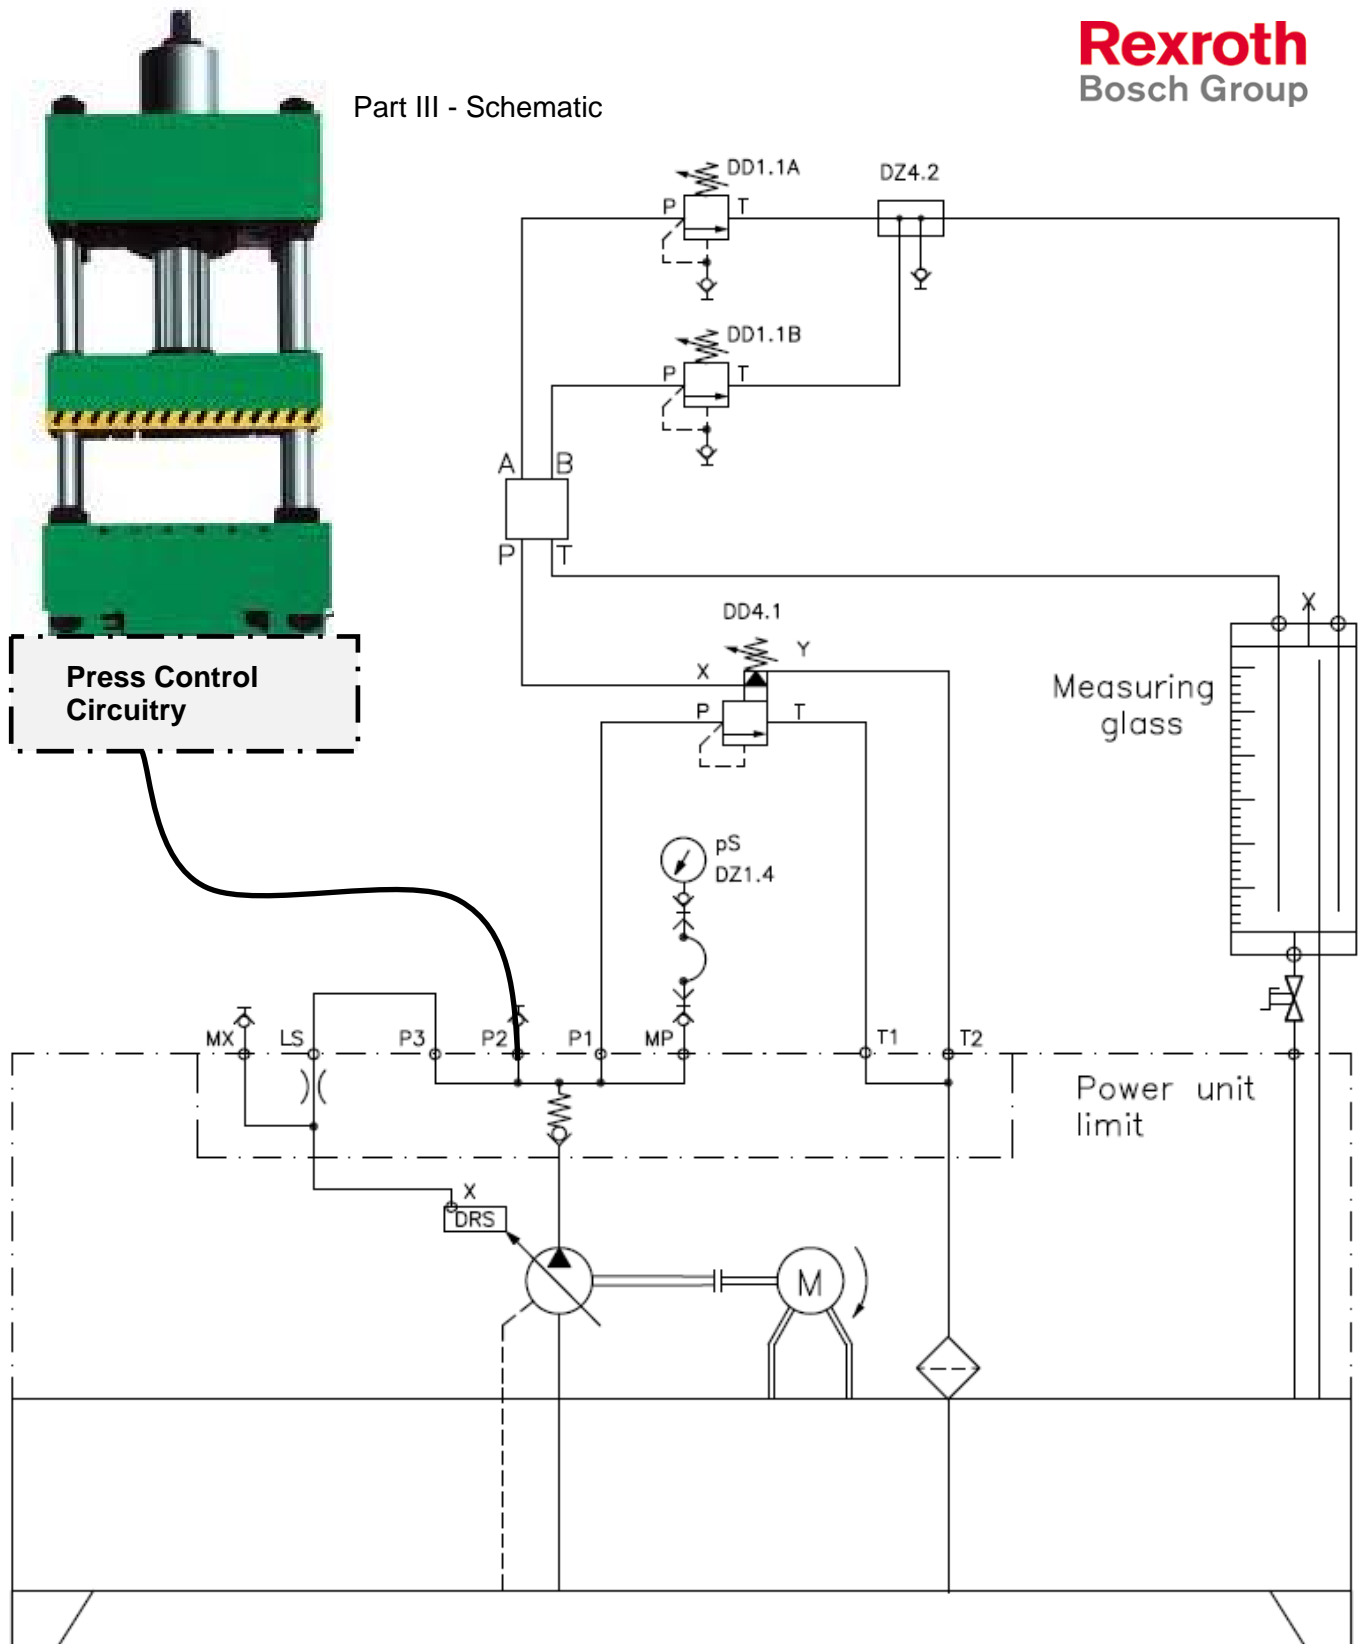 Rexroth
Bosch Group
Part III - Schematic
DD1.1A
DZ4.2
P
T
DD1.1B
P
T
A
B
P
T
DD4.1
X
Y
X
Measuring
glass
P
T
Press Control
Circuitry
pS
DZ1.4
MX
LS
P3
P2
P1
MP
T1
T2
Power unit
limit
X
DRS
M